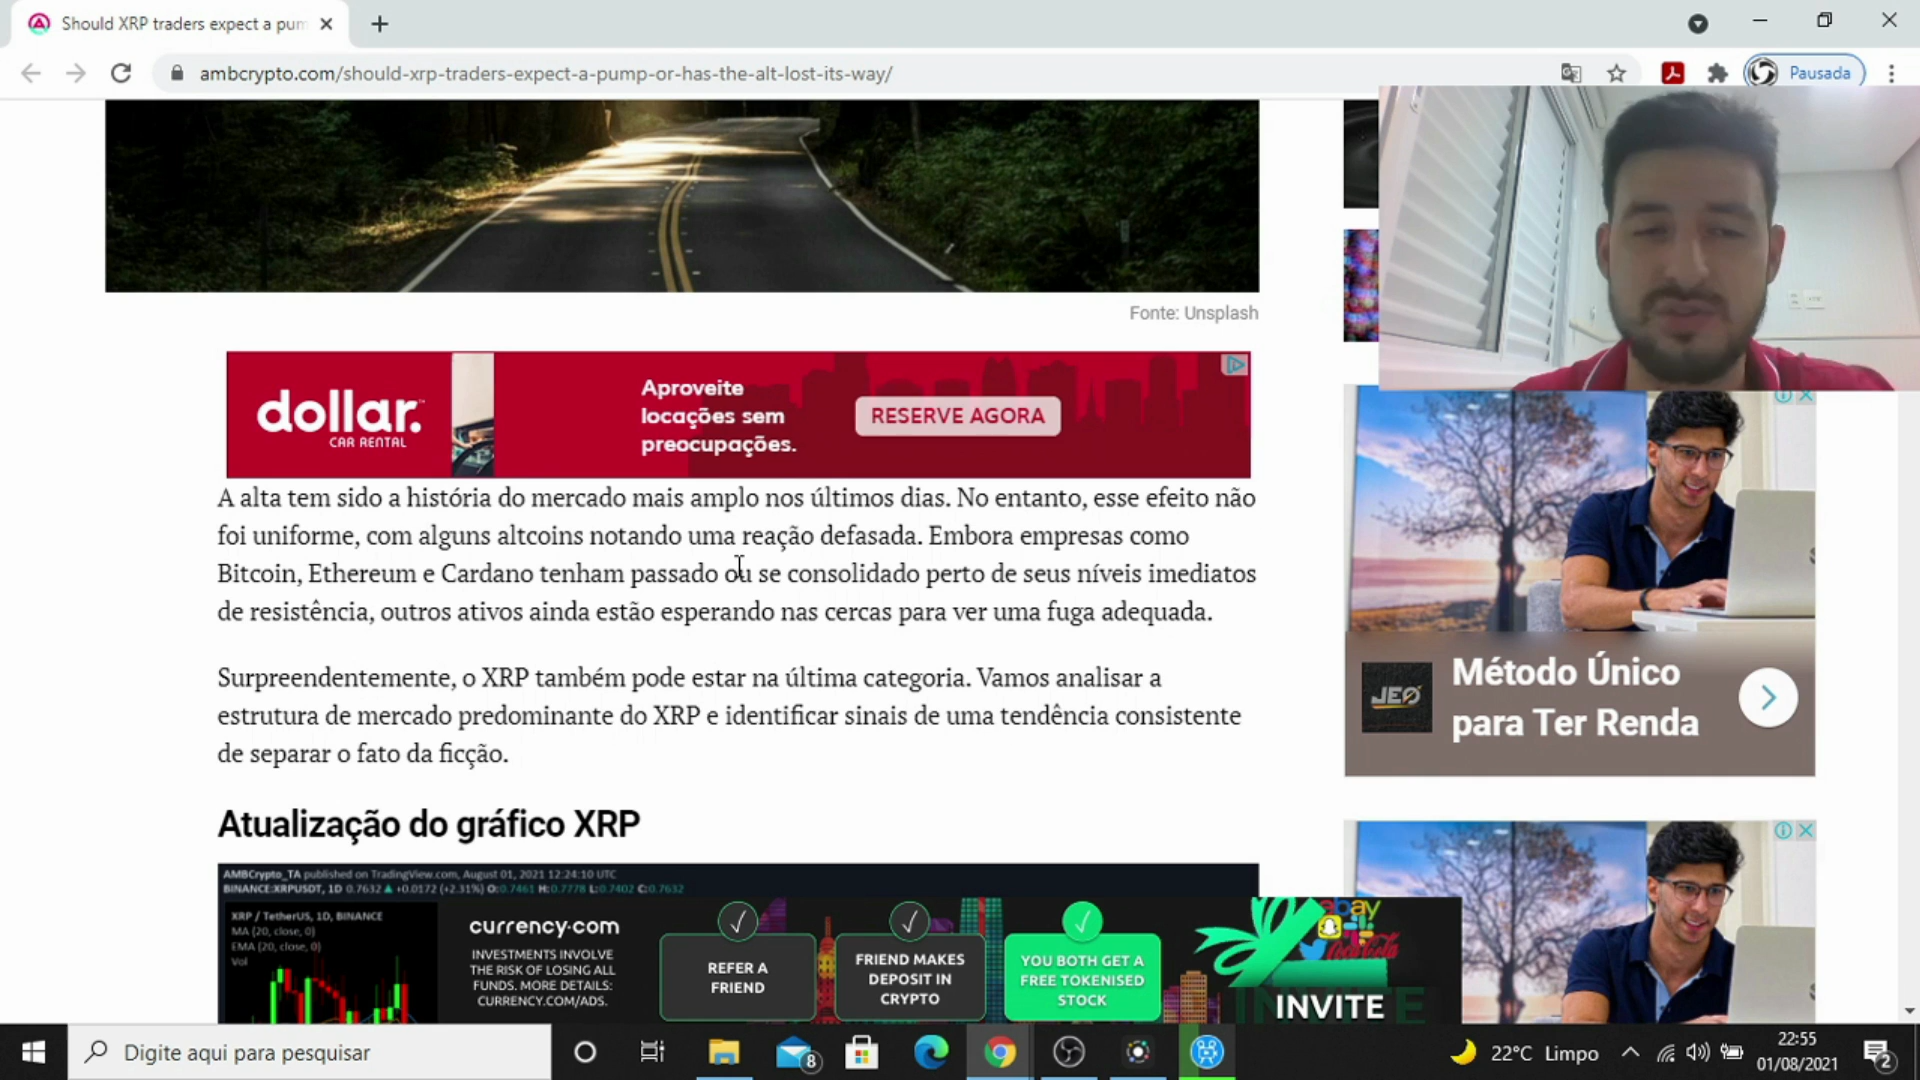 Should XRP traders expect a pum
ambcrypto.com/should-xrp-traders-expect-a-pump-or-has-the-alt-lost-its-way/
Pausada
Fonte: Unsplash
dollar.
CAR RENTAL
Aproveite
locações sem
preocupações.
RESERVE AGORA
A alta tem sido a história do mercado mais amplo nos últimos dias. No entanto, esse efeito não
foi uniforme, com alguns altcoins notando uma reação defasada. Embora empresas como
Bitcoin, Ethereum e Cardano tenham passado ou se consolidado perto de seus níveis imediatos
de resistência, outros ativos ainda estão esperando nas cercas para ver uma fuga adequada.
Surpreendentemente, o XRP também pode estar na última categoria. Vamos analisar a
estrutura de mercado predominante do XRP e identificar sinais de uma tendência consistente
de separar o fato da ficção.
JEO
Método Único
para Ter Renda
Atualização do gráfico XRP
AMBCrypto_TA published on TradingView.com, August 01, 2021 12:24:10 UTC
BINANCE:XRPUSDT, 1D 0.7632 ▲ +0.0172 (+2.31%) O:0.7461 H:0.7778 L:0.7402 C:0.7632
XRP / TetherUS, 1D, BINANCE
MA (20, close, 0)
EMA (20, close, 0)
Vol
currency.com
INVESTMENTS INVOLVE
THE RISK OF LOSING ALL
FUNDS. MORE DETAILS:
CURRENCY.COM/ADS.
REFER A
FRIEND
FRIEND MAKES
DEPOSIT IN
CRYPTO
YOU BOTH GET A
FREE TOKENISED
STOCK
ebay
Coca-Cola
INVITE
Digite aqui para pesquisar
8
22°C Limpo
22:55
01/08/2021
2